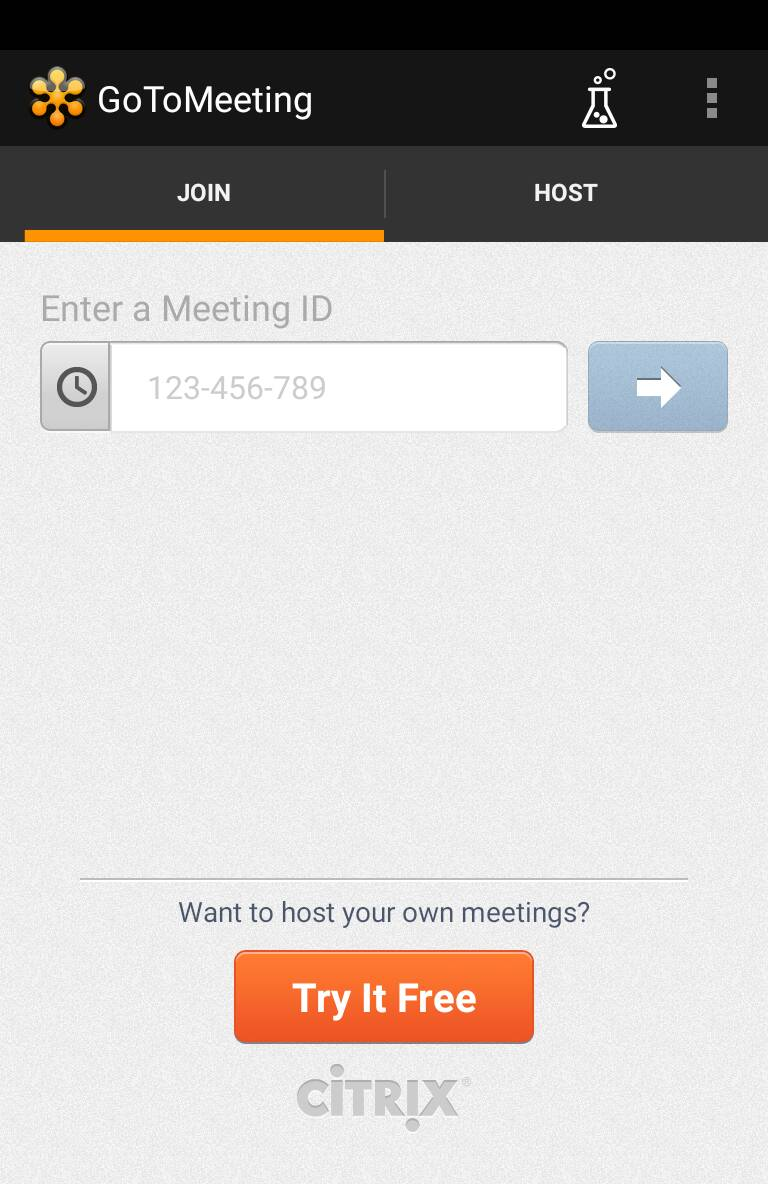 GoToMeeting
JOIN
HOST
Enter a Meeting ID
123-456-789
Want to host your own meetings?
Try It Free
CiTRIX®